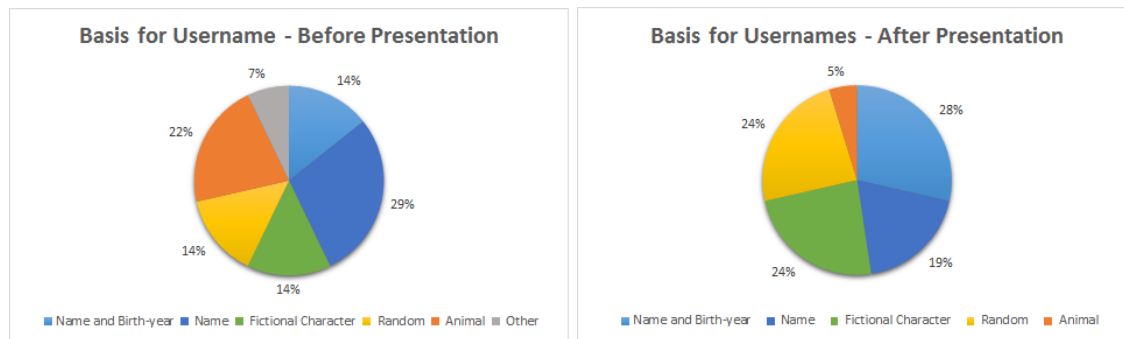 Basis for Username - Before Presentation
7%
14%
22%
29%
14%
14%
Name and Birth-year Name Fictional Character Random Animal Other
Basis for Usernames - After Presentation
5%
28%
24%
24%
19%
Name and Birth-year Name Fictional Character Random Animal